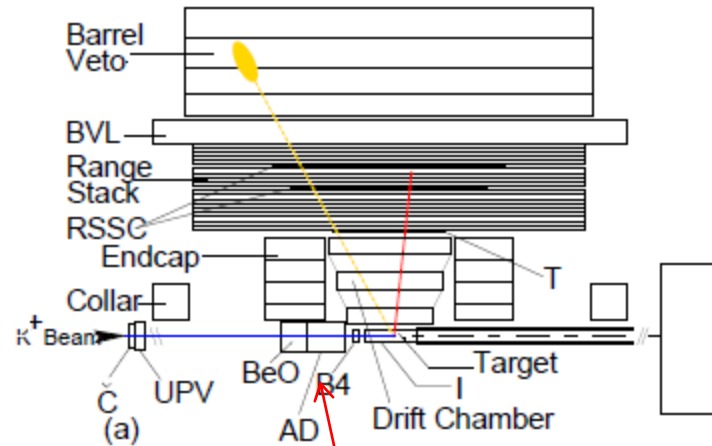 Barrel
Veto
BVL
Range
Stack
RSSC
Endcap
T
Collar
K+ Beam
Č
UPV
BeO
B4
Target
I
AD
Drift Chamber
(a)